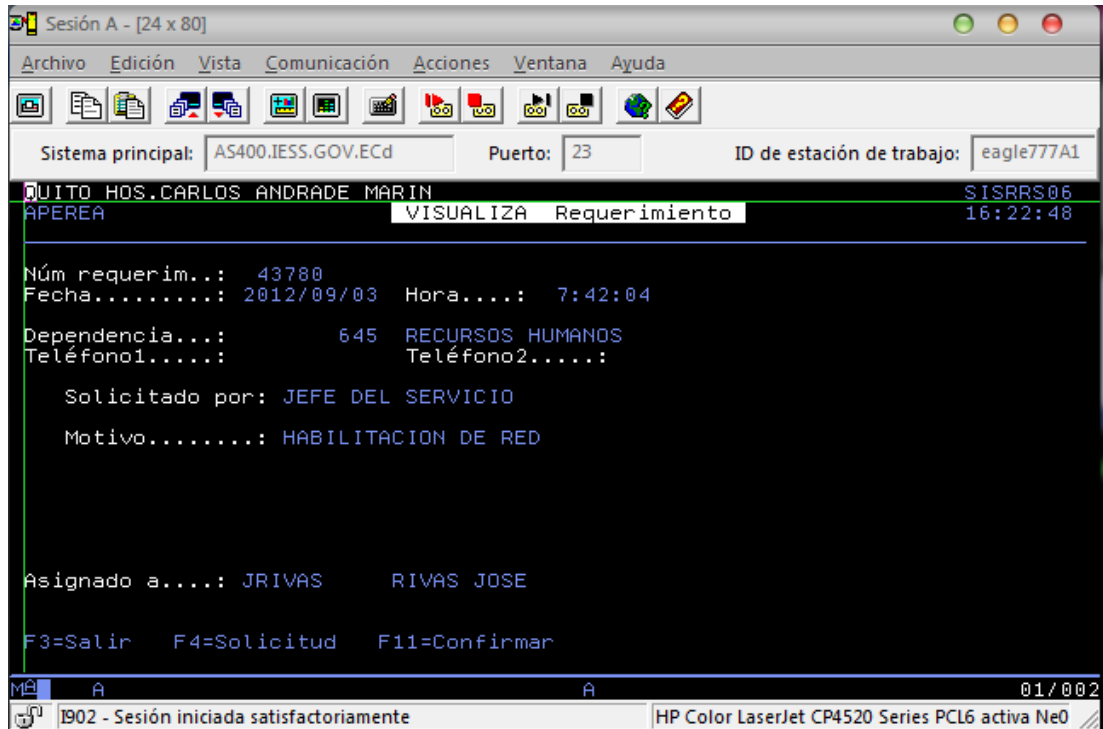 Sesión A - [24 x 80]
Archivo Edición Vista Comunicación Acciones Ventana Ayuda
Sistema principal: AS400.IESS.GOV.ECd Puerto: 23 ID de estación de trabajo: eagle777A1
QUITO HOS.CARLOS ANDRADE MARIN SISRRS06
APEREA VISUALIZA Requerimiento 16:22:48
Núm requerim..: 43780
Fecha.........: 2012/09/03 Hora....: 7:42:04
Dependencia...: 645 RECURSOS HUMANOS
Teléfono1.....: Teléfono2.....:
Solicitado por: JEFE DEL SERVICIO
Motivo........: HABILITACION DE RED
Asignado a....: JRIVAS RIVAS JOSE
F3=Salir F4=Solicitud F11=Confirmar
MA A A 01/002
I902 - Sesión iniciada satisfactoriamente HP Color LaserJet CP4520 Series PCL6 activa Ne0